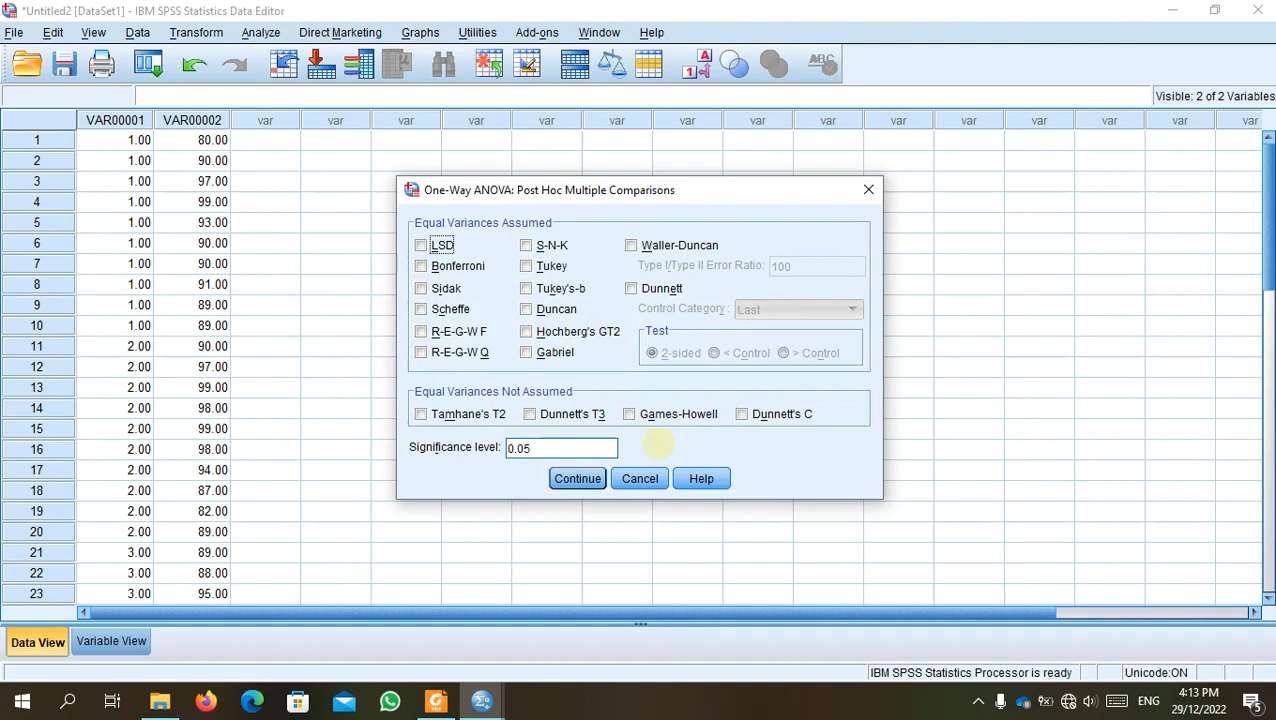 *Untitled2 [DataSet1] - IBM SPSS Statistics Data Editor
File Edit View Data Transform Analyze Direct Marketing Graphs Utilities Add-ons Window Help
Visible: 2 of 2 Variables
VAR00001 VAR00002 var var var var var var var var var var var var var var var
1 1.00 80.00
2 1.00 90.00
3 1.00 97.00
4 1.00 99.00
5 1.00 93.00
6 1.00 90.00
7 1.00 90.00
8 1.00 91.00
9 1.00 89.00
10 1.00 89.00
11 2.00 90.00
12 2.00 97.00
13 2.00 99.00
14 2.00 98.00
15 2.00 99.00
16 2.00 98.00
17 2.00 94.00
18 2.00 87.00
19 2.00 82.00
20 2.00 89.00
21 3.00 89.00
22 3.00 88.00
23 3.00 95.00
One-Way ANOVA: Post Hoc Multiple Comparisons
Equal Variances Assumed
LSD S-N-K Waller-Duncan
Bonferroni Tukey Type I/Type II Error Ratio: 100
Sidak Tukey's-b Dunnett
Scheffe Duncan Control Category: Last
R-E-G-W F Hochberg's GT2 Test
R-E-G-W Q Gabriel 2-sided < Control > Control
Equal Variances Not Assumed
Tamhane's T2 Dunnett's T3 Games-Howell Dunnett's C
Significance level: 0.05
Continue Cancel Help
Data View Variable View
IBM SPSS Statistics Processor is ready Unicode:ON
ENG 4:13 PM
29/12/2022 5